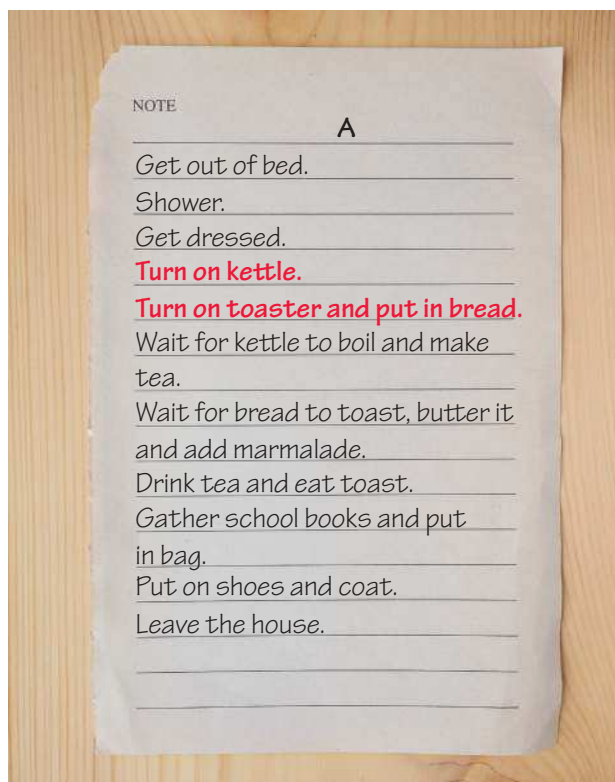 NOTE
A
Get out of bed.
Shower.
Get dressed.
Turn on kettle.
Turn on toaster and put in bread.
Wait for kettle to boil and make
tea.
Wait for bread to toast, butter it
and add marmalade.
Drink tea and eat toast.
Gather school books and put
in bag.
Put on shoes and coat.
Leave the house.